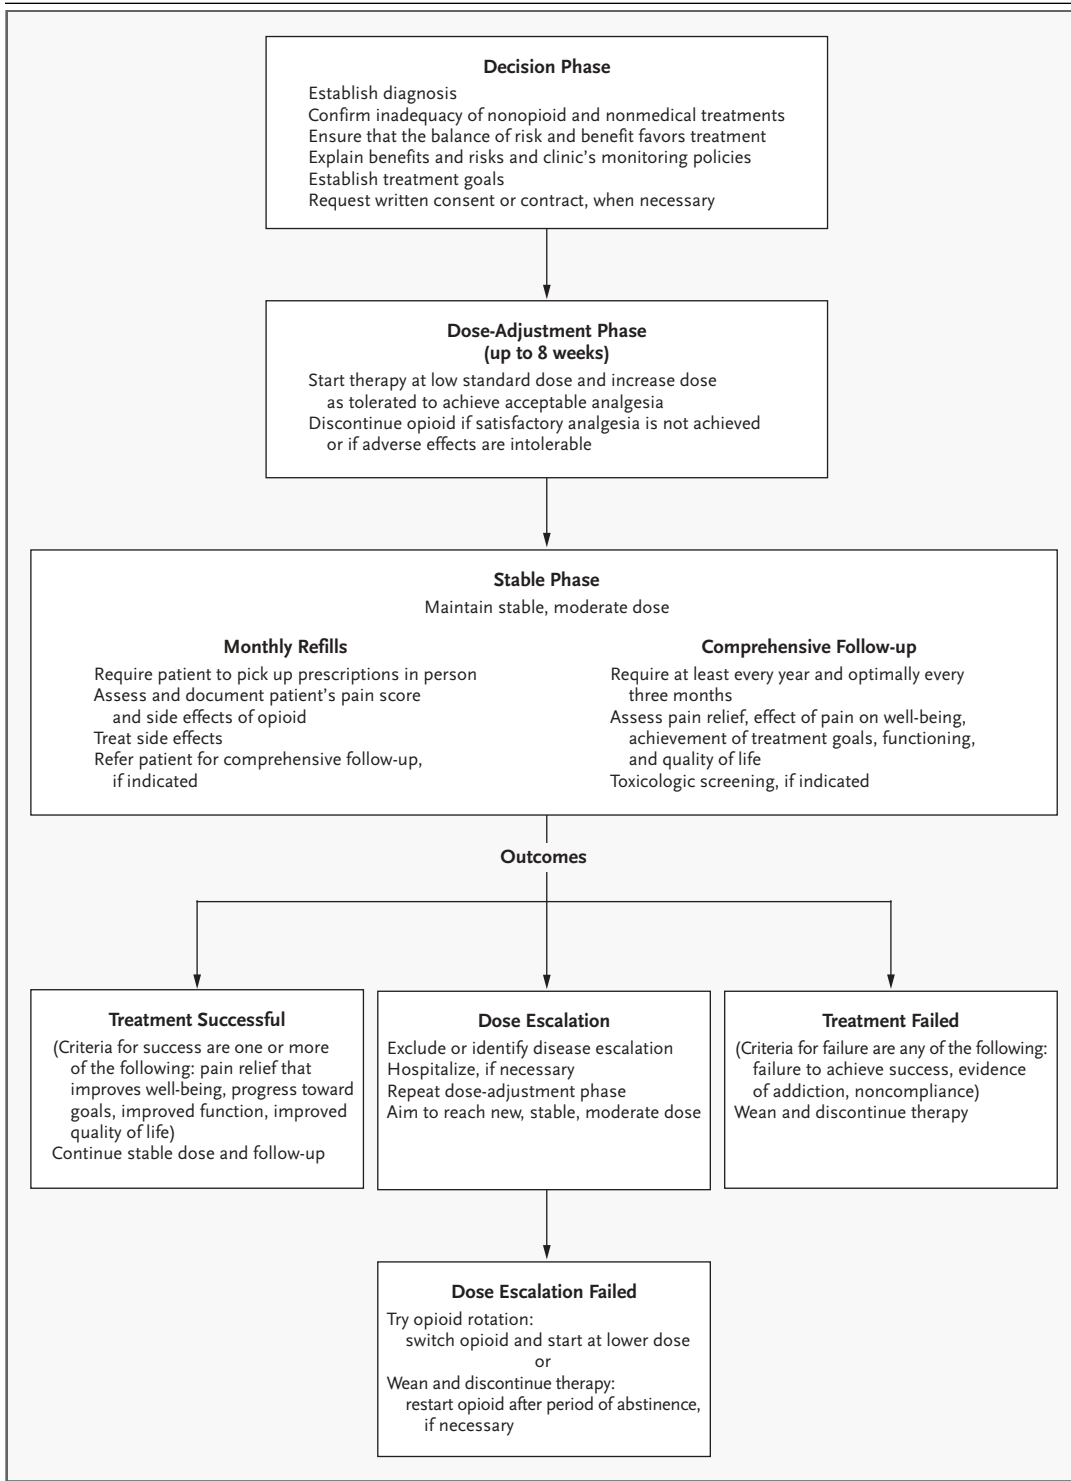 Decision Phase
Establish diagnosis
Confirm inadequacy of nonopioid and nonmedical treatments
Ensure that the balance of risk and benefit favors treatment
Explain benefits and risks and clinic’s monitoring policies
Establish treatment goals
Request written consent or contract, when necessary
Dose-Adjustment Phase
(up to 8 weeks)
Start therapy at low standard dose and increase dose
as tolerated to achieve acceptable analgesia
Discontinue opioid if satisfactory analgesia is not achieved
or if adverse effects are intolerable
Stable Phase
Maintain stable, moderate dose
Monthly Refills
Require patient to pick up prescriptions in person
Assess and document patient’s pain score
and side effects of opioid
Treat side effects
Refer patient for comprehensive follow-up,
if indicated
Comprehensive Follow-up
Require at least every year and optimally every
three months
Assess pain relief, effect of pain on well-being,
achievement of treatment goals, functioning,
and quality of life
Toxicologic screening, if indicated
Outcomes
Treatment Successful
(Criteria for success are one or more
of the following: pain relief that
improves well-being, progress toward
goals, improved function, improved
quality of life)
Continue stable dose and follow-up
Dose Escalation
Exclude or identify disease escalation
Hospitalize, if necessary
Repeat dose-adjustment phase
Aim to reach new, stable, moderate dose
Treatment Failed
(Criteria for failure are any of the following:
failure to achieve success, evidence
of addiction, noncompliance)
Wean and discontinue therapy
Dose Escalation Failed
Try opioid rotation:
switch opioid and start at lower dose
or
Wean and discontinue therapy:
restart opioid after period of abstinence,
if necessary